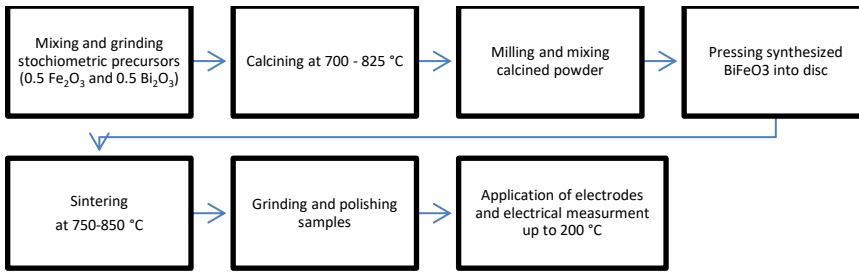 Mixing and grinding
stochiometric precursors
(0.5 Fe₂O₃ and 0.5 Bi₂O₃)
Calcining at 700 - 825 °C
Milling and mixing
calcined powder
Pressing synthesized
BiFeO3 into disc
Sintering
at 750-850 °C
Grinding and polishing
samples
Application of electrodes
and electrical measurment
up to 200 °C